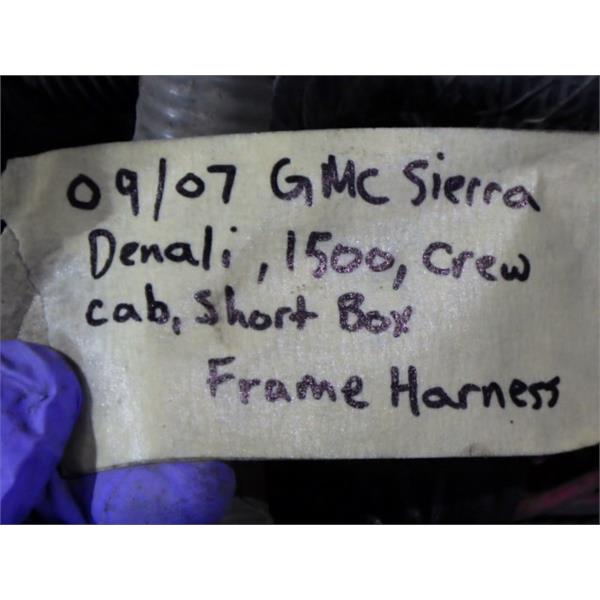 09/07 GMC Sierra
Denali, 1500, Crew
cab, Short Box
Frame Harness